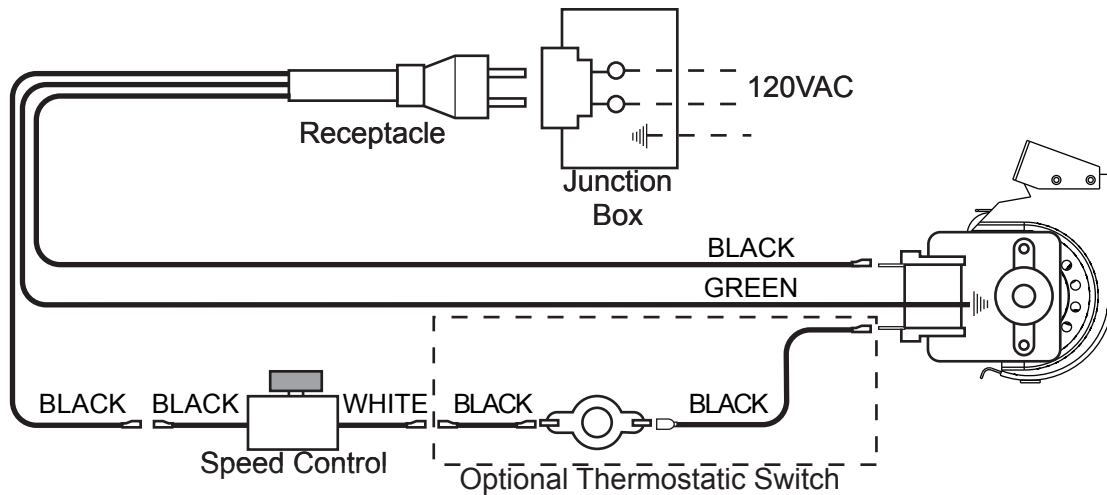 120VAC
Receptacle
Junction
Box
BLACK
GREEN
BLACK
BLACK
WHITE
BLACK
BLACK
Speed Control
Optional Thermostatic Switch